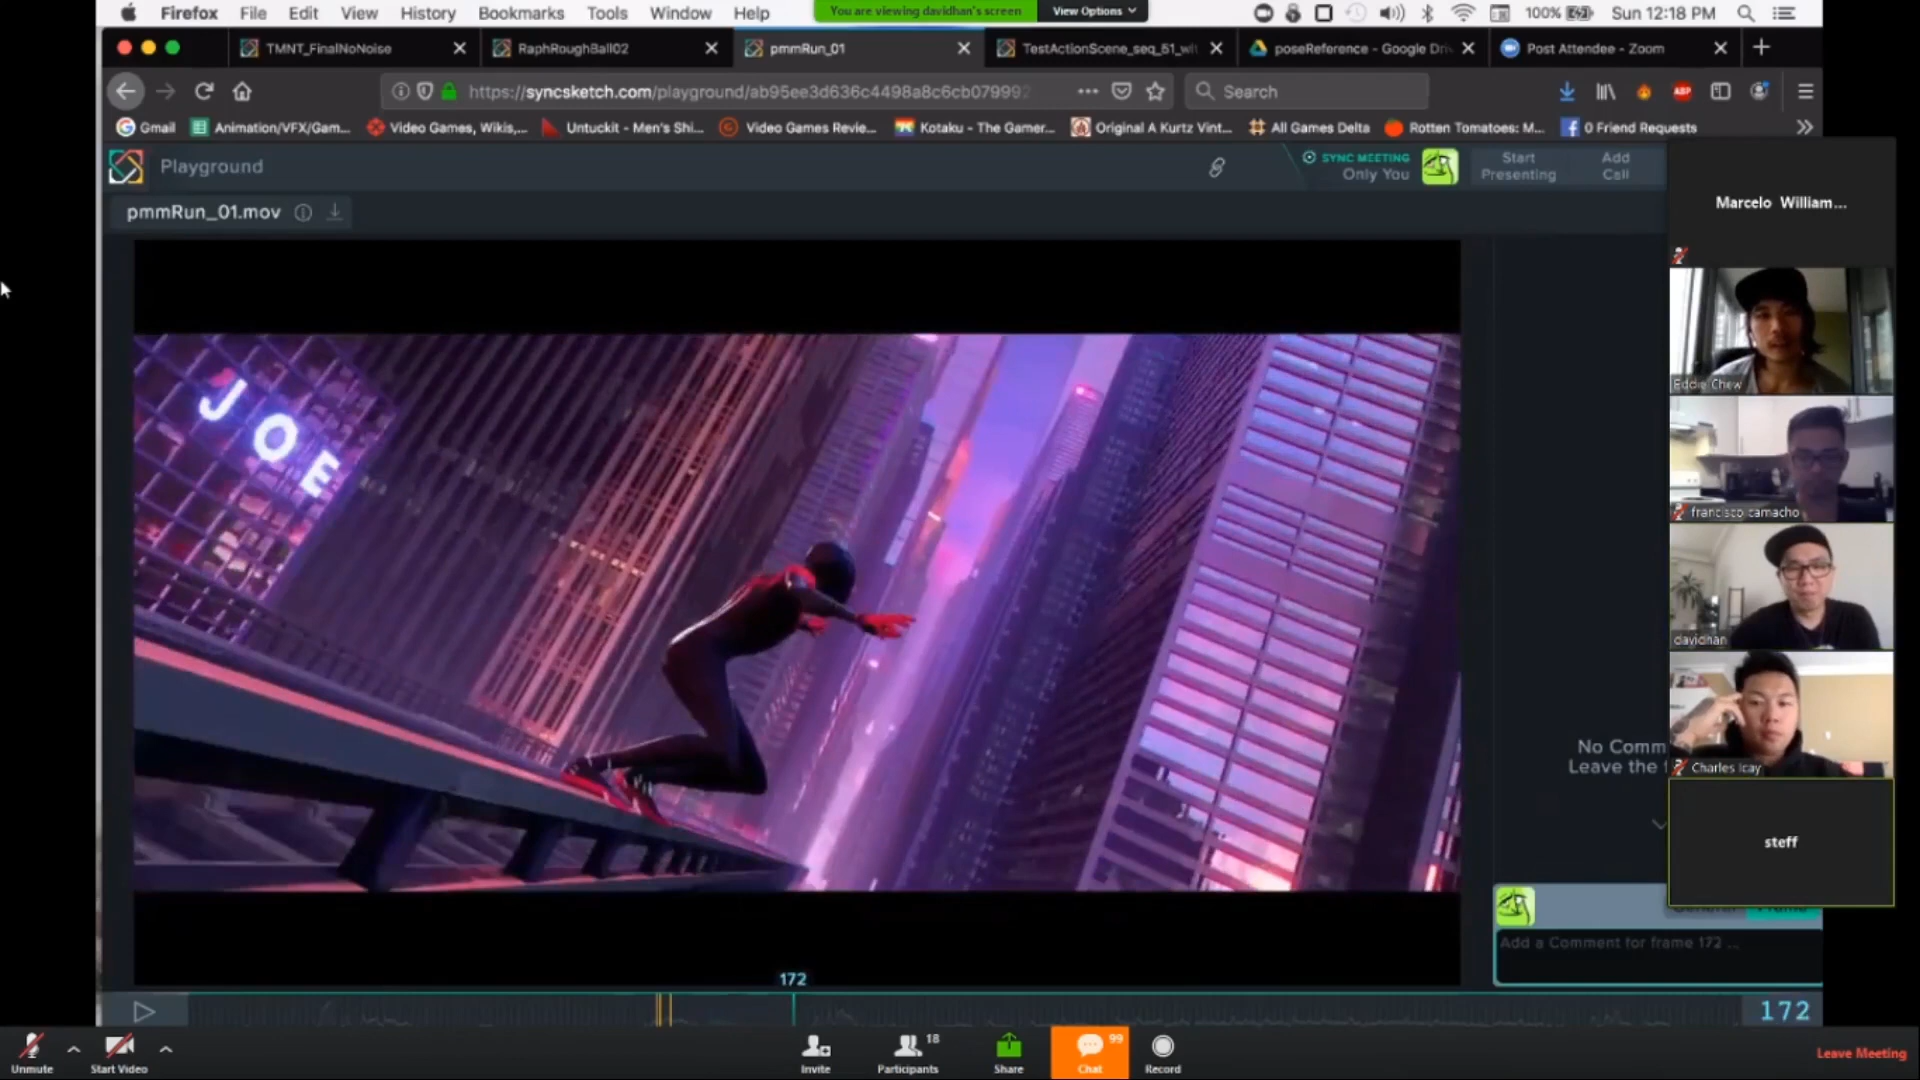 Firefox File Edit View History Bookmarks Tools Window Help
You are viewing davidhan's screen View Options
100% Sun 12:18 PM
TMNT_FinalNoNoise
RaphRoughBall02
pmmRun_01
TestActionScene_seq_51_wit
poseReference - Google Dri
Post Attendee - Zoom
https://syncsketch.com/playground/ab95ee3d636c4498a8c6cb079992
Search
ABP
Gmail
Animation/VFX/Gam...
Video Games, Wikis,...
Untuckit - Men's Shi...
Video Games Revie...
Kotaku - The Gamer...
Original A Kurtz Vint...
All Games Delta
Rotten Tomatoes: M...
0 Friend Requests
Playground
SYNC MEETING
Only You
Start
Presenting
Add
Call
pmmRun_01.mov
JOE
Marcelo William...
Eddie Chew
francisco camacho
davidhan
Charles Icay
steff
No Comm
Leave the f
Add a Comment for frame 172 ...
172
172
Unmute
Start Video
Invite
18
Participants
Share
99
Chat
Record
Leave Meeting